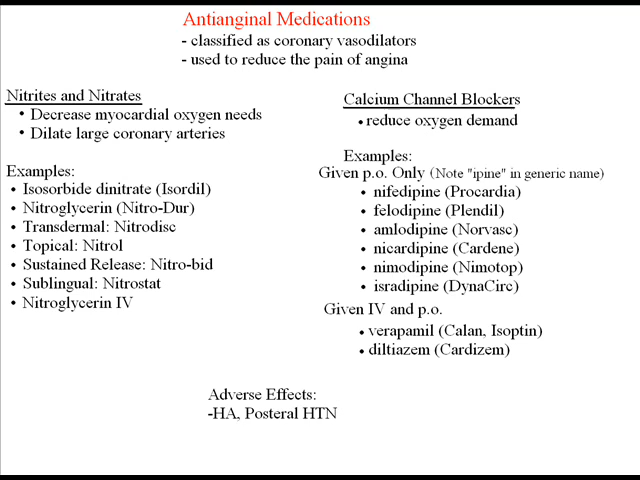 Antianginal Medications
- classified as coronary vasodilators
- used to reduce the pain of angina
Nitrites and Nitrates
• Decrease myocardial oxygen needs
• Dilate large coronary arteries
Examples:
• Isosorbide dinitrate (Isordil)
• Nitroglycerin (Nitro-Dur)
• Transdermal: Nitrodisc
• Topical: Nitrol
• Sustained Release: Nitro-bid
• Sublingual: Nitrostat
• Nitroglycerin IV
Calcium Channel Blockers
• reduce oxygen demand
Examples:
Given p.o. Only (Note "ipine" in generic name)
• nifedipine (Procardia)
• felodipine (Plendil)
• amlodipine (Norvasc)
• nicardipine (Cardene)
• nimodipine (Nimotop)
• isradipine (DynaCirc)
Given IV and p.o.
• verapamil (Calan, Isoptin)
• diltiazem (Cardizem)
Adverse Effects:
-HA, Posteral HTN